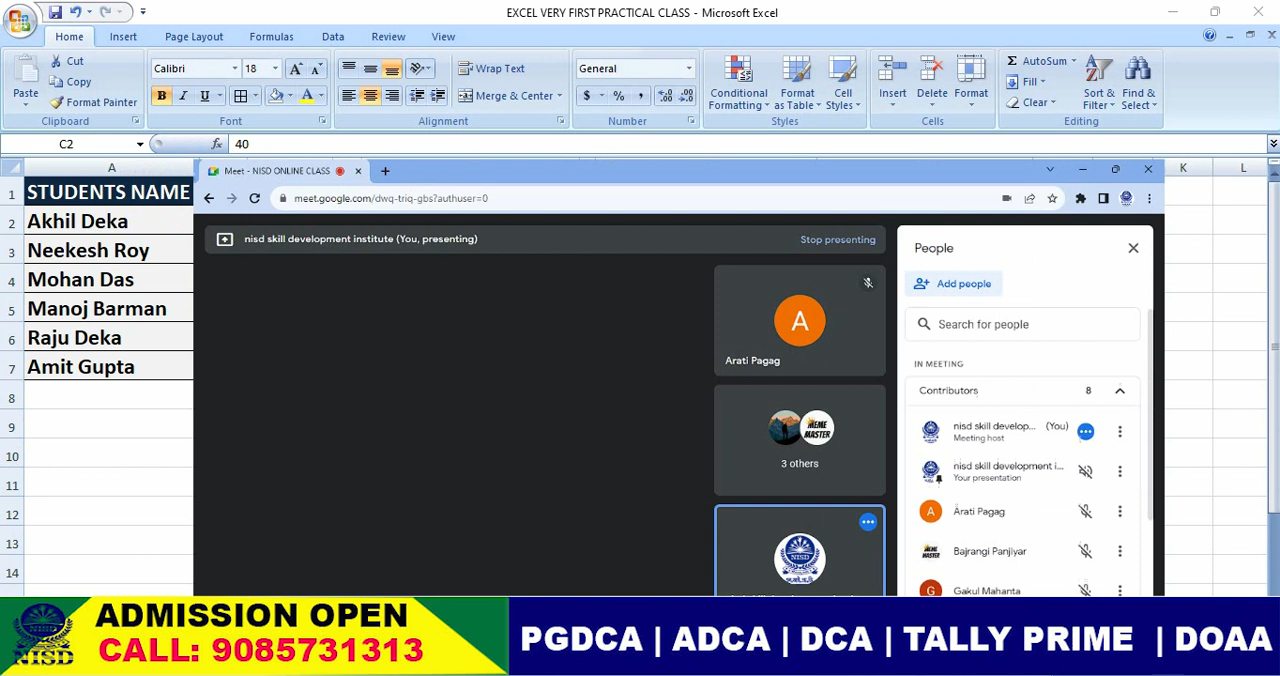 EXCEL VERY FIRST PRACTICAL CLASS - Microsoft Excel
Home Insert Page Layout Formulas Data Review View
Paste
Cut
Copy
Format Painter
Clipboard
Calibri 18
B I U
Font
Wrap Text
Merge & Center
Alignment
General
$ % ,
Number
Conditional Formatting
Format as Table
Cell Styles
Styles
Insert Delete Format
Cells
Σ AutoSum
Fill
Clear
Sort & Filter
Find & Select
Editing
C2 fx 40
A K L
1 STUDENTS NAME
2 Akhil Deka
3 Neekesh Roy
4 Mohan Das
5 Manoj Barman
6 Raju Deka
7 Amit Gupta
8
9
10
11
12
13
14
Meet - NISD ONLINE CLASS
meet.google.com/dwq-triq-gbs?authuser=0
nisd skill development institute (You, presenting) Stop presenting
A
Arati Pagag
MEME MASTER
3 others
NISD
People
Add people
Search for people
IN MEETING
Contributors 8
nisd skill develop... (You)
Meeting host
nisd skill development i...
Your presentation
A Arati Pagag
Bajrangi Panjiyar
G Gakul Mahanta
NISD
ADMISSION OPEN
CALL: 9085731313
PGDCA | ADCA | DCA | TALLY PRIME | DOAA